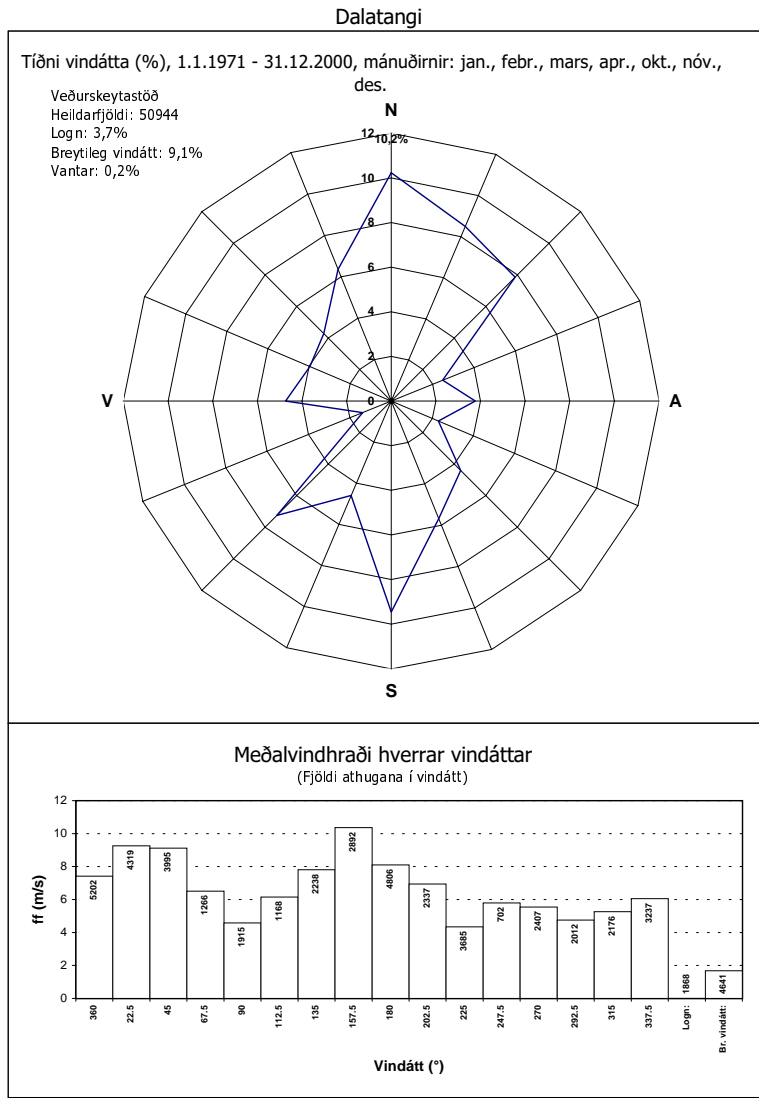 Dalatangi
Tíðni vindátta (%), 1.1.1971 - 31.12.2000, mánuðirnir: jan., febr., mars, apr., okt., nóv.,
des.
Veðurskeytastöð
Heildarfjöldi: 50944
Logn: 3,7%
Breytileg vindátt: 9,1%
Vantar: 0,2%
N
12
10,2%
10
8
6
4
2
0
V
A
S
Meðalvindhraði hverrar vindáttar
(Fjöldi athugana í vindátt)
ff (m/s)
12
10
8
6
4
2
0
5202
4319
3995
1266
1915
1168
2238
2892
4806
2337
3685
702
2407
2012
2176
3237
1868
4641
360
22.5
45
67.5
90
112.5
135
157.5
180
202.5
225
247.5
270
292.5
315
337.5
Logn:
Br. vindátt:
Vindátt (°)